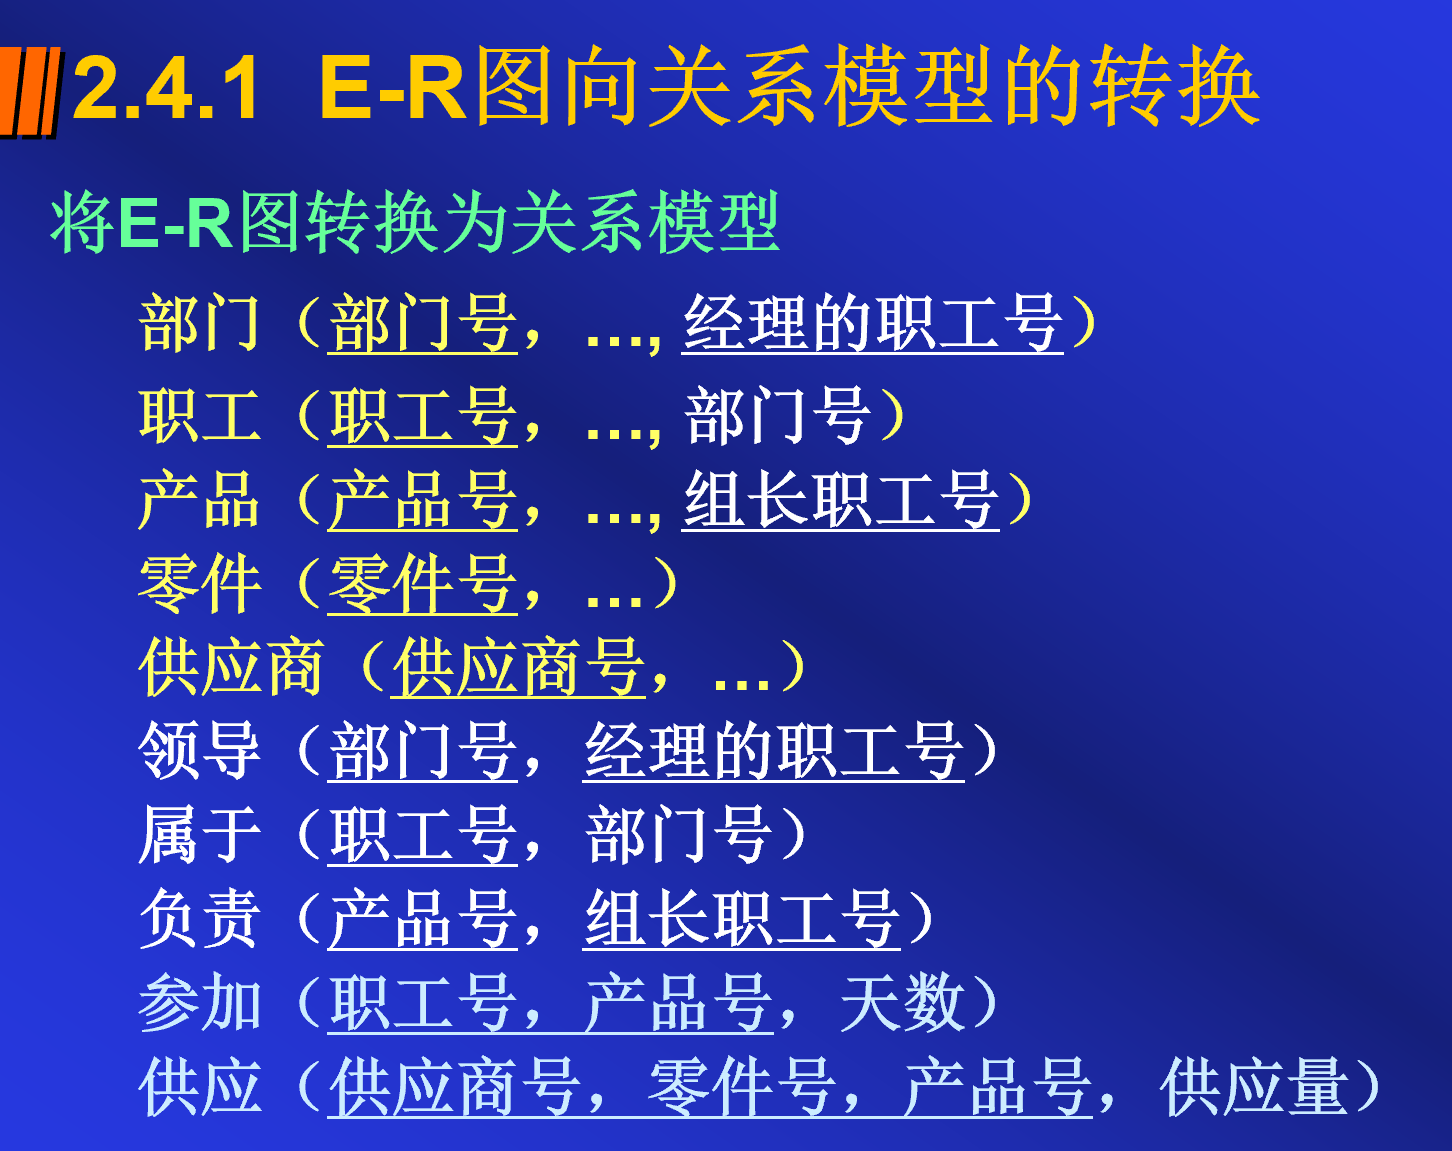 2.4.1 E-R图向关系模型的转换
将E-R图转换为关系模型
部门（部门号，…, 经理的职工号）
职工（职工号，…, 部门号）
产品（产品号，…, 组长职工号）
零件（零件号，…）
供应商（供应商号，…）
领导（部门号，经理的职工号）
属于（职工号，部门号）
负责（产品号，组长职工号）
参加（职工号，产品号，天数）
供应（供应商号，零件号，产品号，供应量）